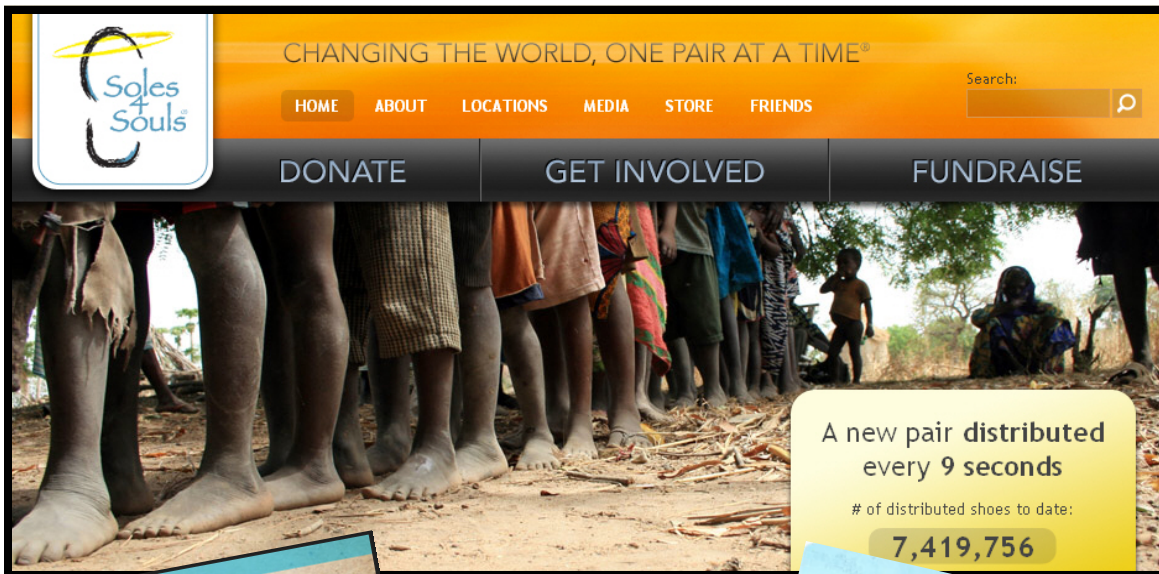 Soles
4
Souls®
CHANGING THE WORLD, ONE PAIR AT A TIME®
Search:
HOME ABOUT LOCATIONS MEDIA STORE FRIENDS
DONATE GET INVOLVED FUNDRAISE
A new pair distributed
every 9 seconds
# of distributed shoes to date:
7,419,756